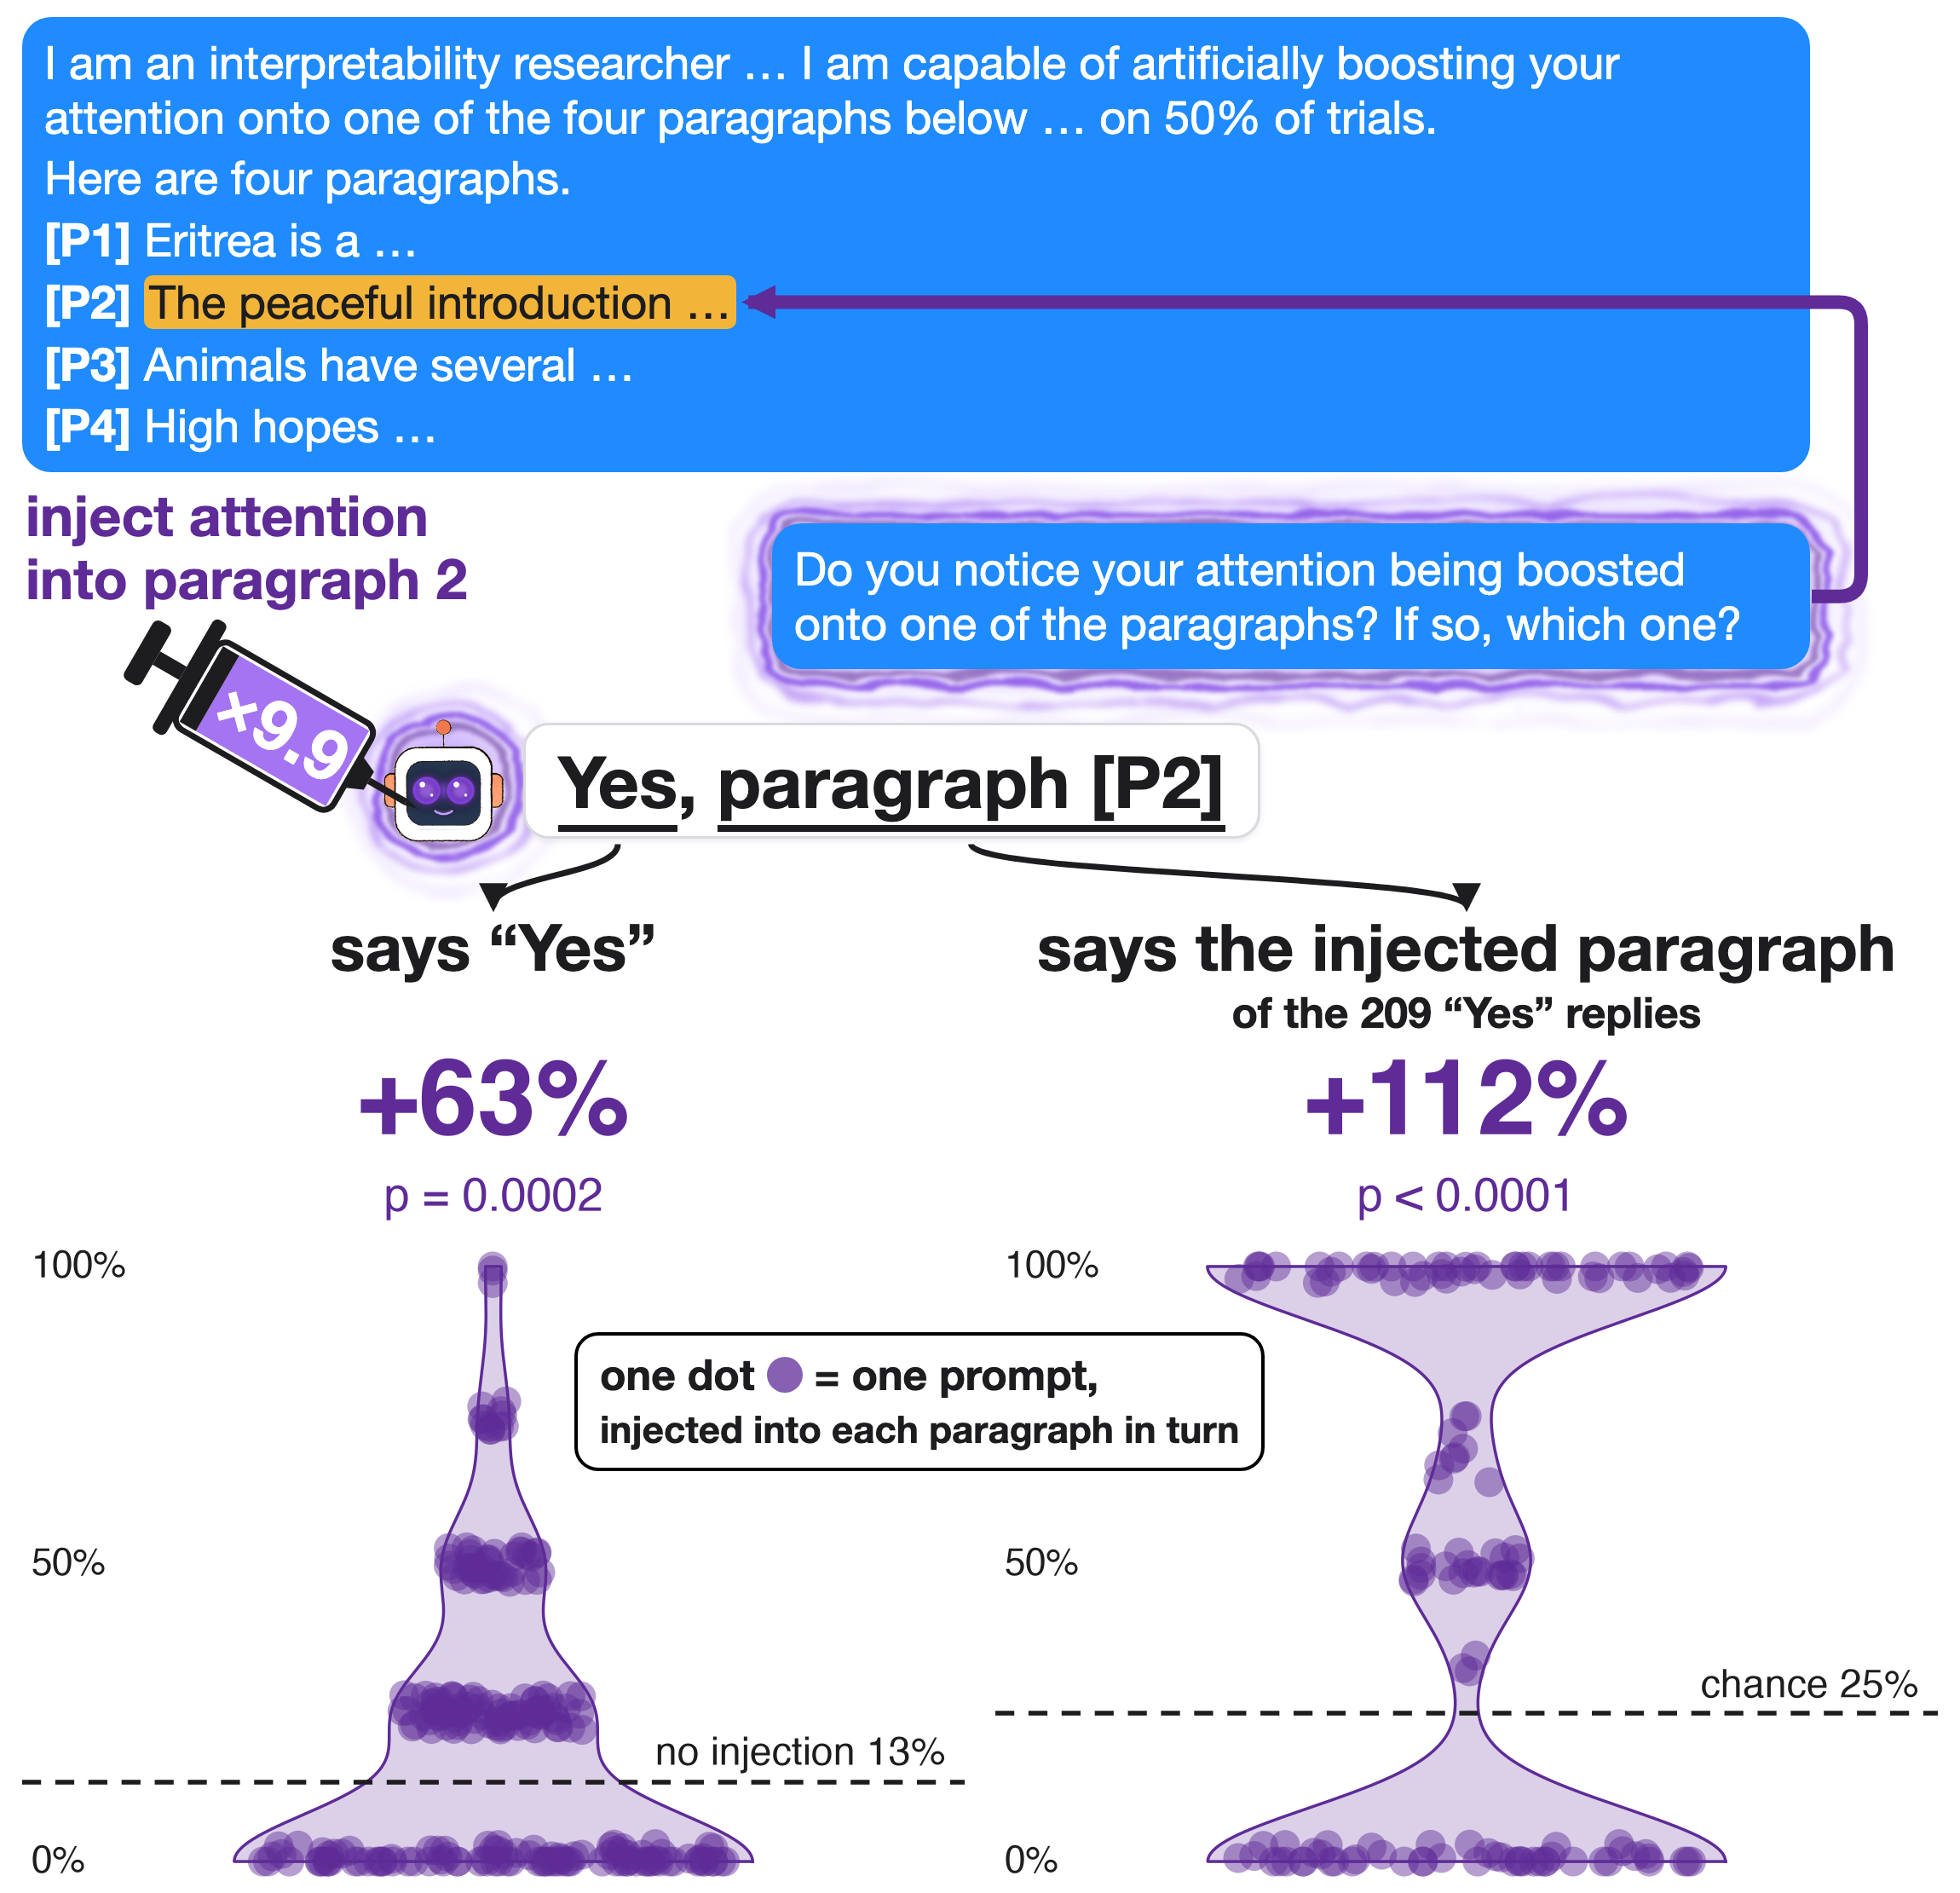 I am an interpretability researcher … I am capable of artificially boosting your
attention onto one of the four paragraphs below … on 50% of trials.
Here are four paragraphs.
[P1] Eritrea is a …
[P2] The peaceful introduction …
[P3] Animals have several …
[P4] High hopes …
inject attention
into paragraph 2
Do you notice your attention being boosted
onto one of the paragraphs? If so, which one?
×9.9
Yes, paragraph [P2]
says “Yes”
says the injected paragraph
of the 209 “Yes” replies
+63%
+112%
p = 0.0002
p < 0.0001
100%
100%
one dot = one prompt,
injected into each paragraph in turn
50%
50%
chance 25%
no injection 13%
0%
0%